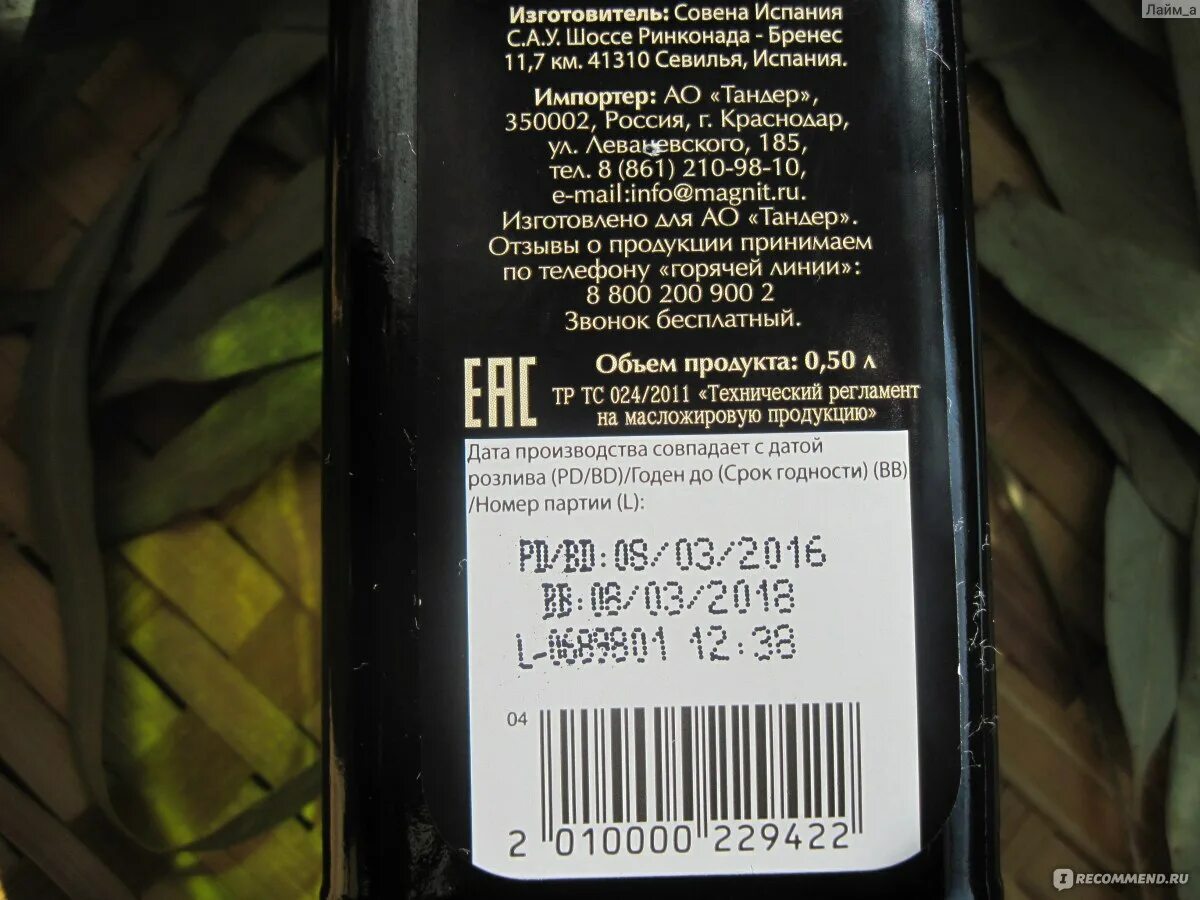 Лайм_а
Изготовитель: Совена Испания
С.А.У. Шоссе Ринконада - Бренес
11,7 км. 41310 Севилья, Испания.
Импортер: АО «Тандер»,
350002, Россия, г. Краснодар,
ул. Леваневского, 185,
тел. 8 (861) 210-98-10,
e-mail:info@magnit.ru.
Изготовлено для АО «Тандер».
Отзывы о продукции принимаем
по телефону «горячей линии»:
8 800 200 900 2
Звонок бесплатный.
EAC
Объем продукта: 0,50 л
ТР ТС 024/2011 «Технический регламент
на масложировую продукцию»
Дата производства совпадает с датой
розлива (PD/BD)/Годен до (Срок годности) (BB)
/Номер партии (L):
PD/BD:08/03/2016
BB:08/03/2018
L-0689801 12:38
04
2 010000 229422
IRECOMMEND.RU